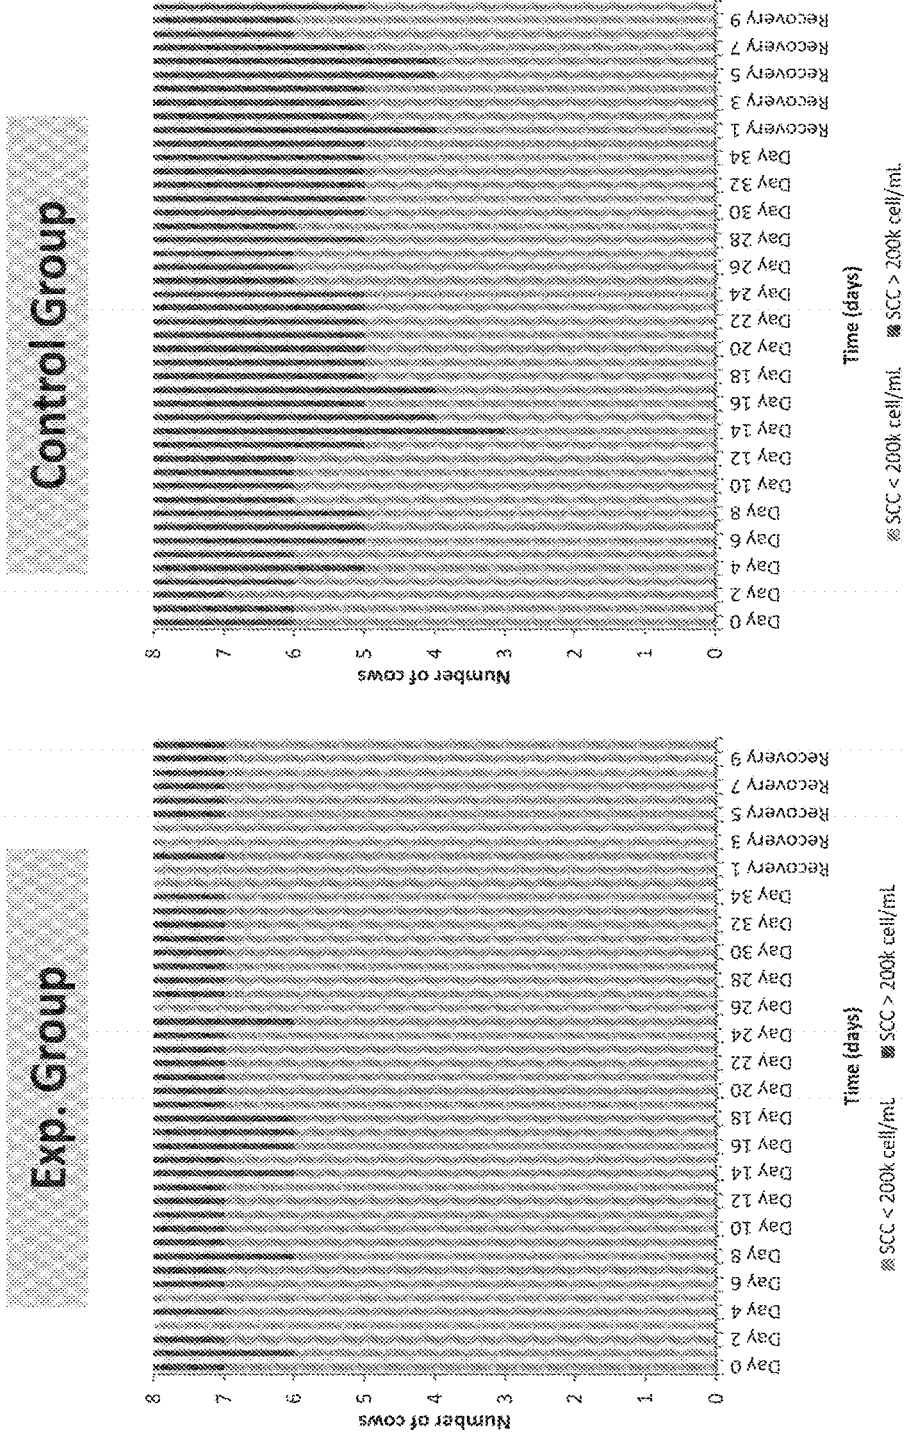 Exp. Group
Number of cows
8
7
6
5
4
3
2
1
0
Day 0
Day 2
Day 4
Day 6
Day 8
Day 10
Day 12
Day 14
Day 16
Day 18
Day 20
Day 22
Day 24
Day 26
Day 28
Day 30
Day 32
Day 34
Recovery 1
Recovery 3
Recovery 5
Recovery 7
Recovery 9
Time (days)
SCC < 200k cell/mL SCC > 200k cell/mL
Control Group
Number of cows
8
7
6
5
4
3
2
1
0
Day 0
Day 2
Day 4
Day 6
Day 8
Day 10
Day 12
Day 14
Day 16
Day 18
Day 20
Day 22
Day 24
Day 26
Day 28
Day 30
Day 32
Day 34
Recovery 1
Recovery 3
Recovery 5
Recovery 7
Recovery 9
Time (days)
SCC < 200k cell/mL SCC > 200k cell/mL